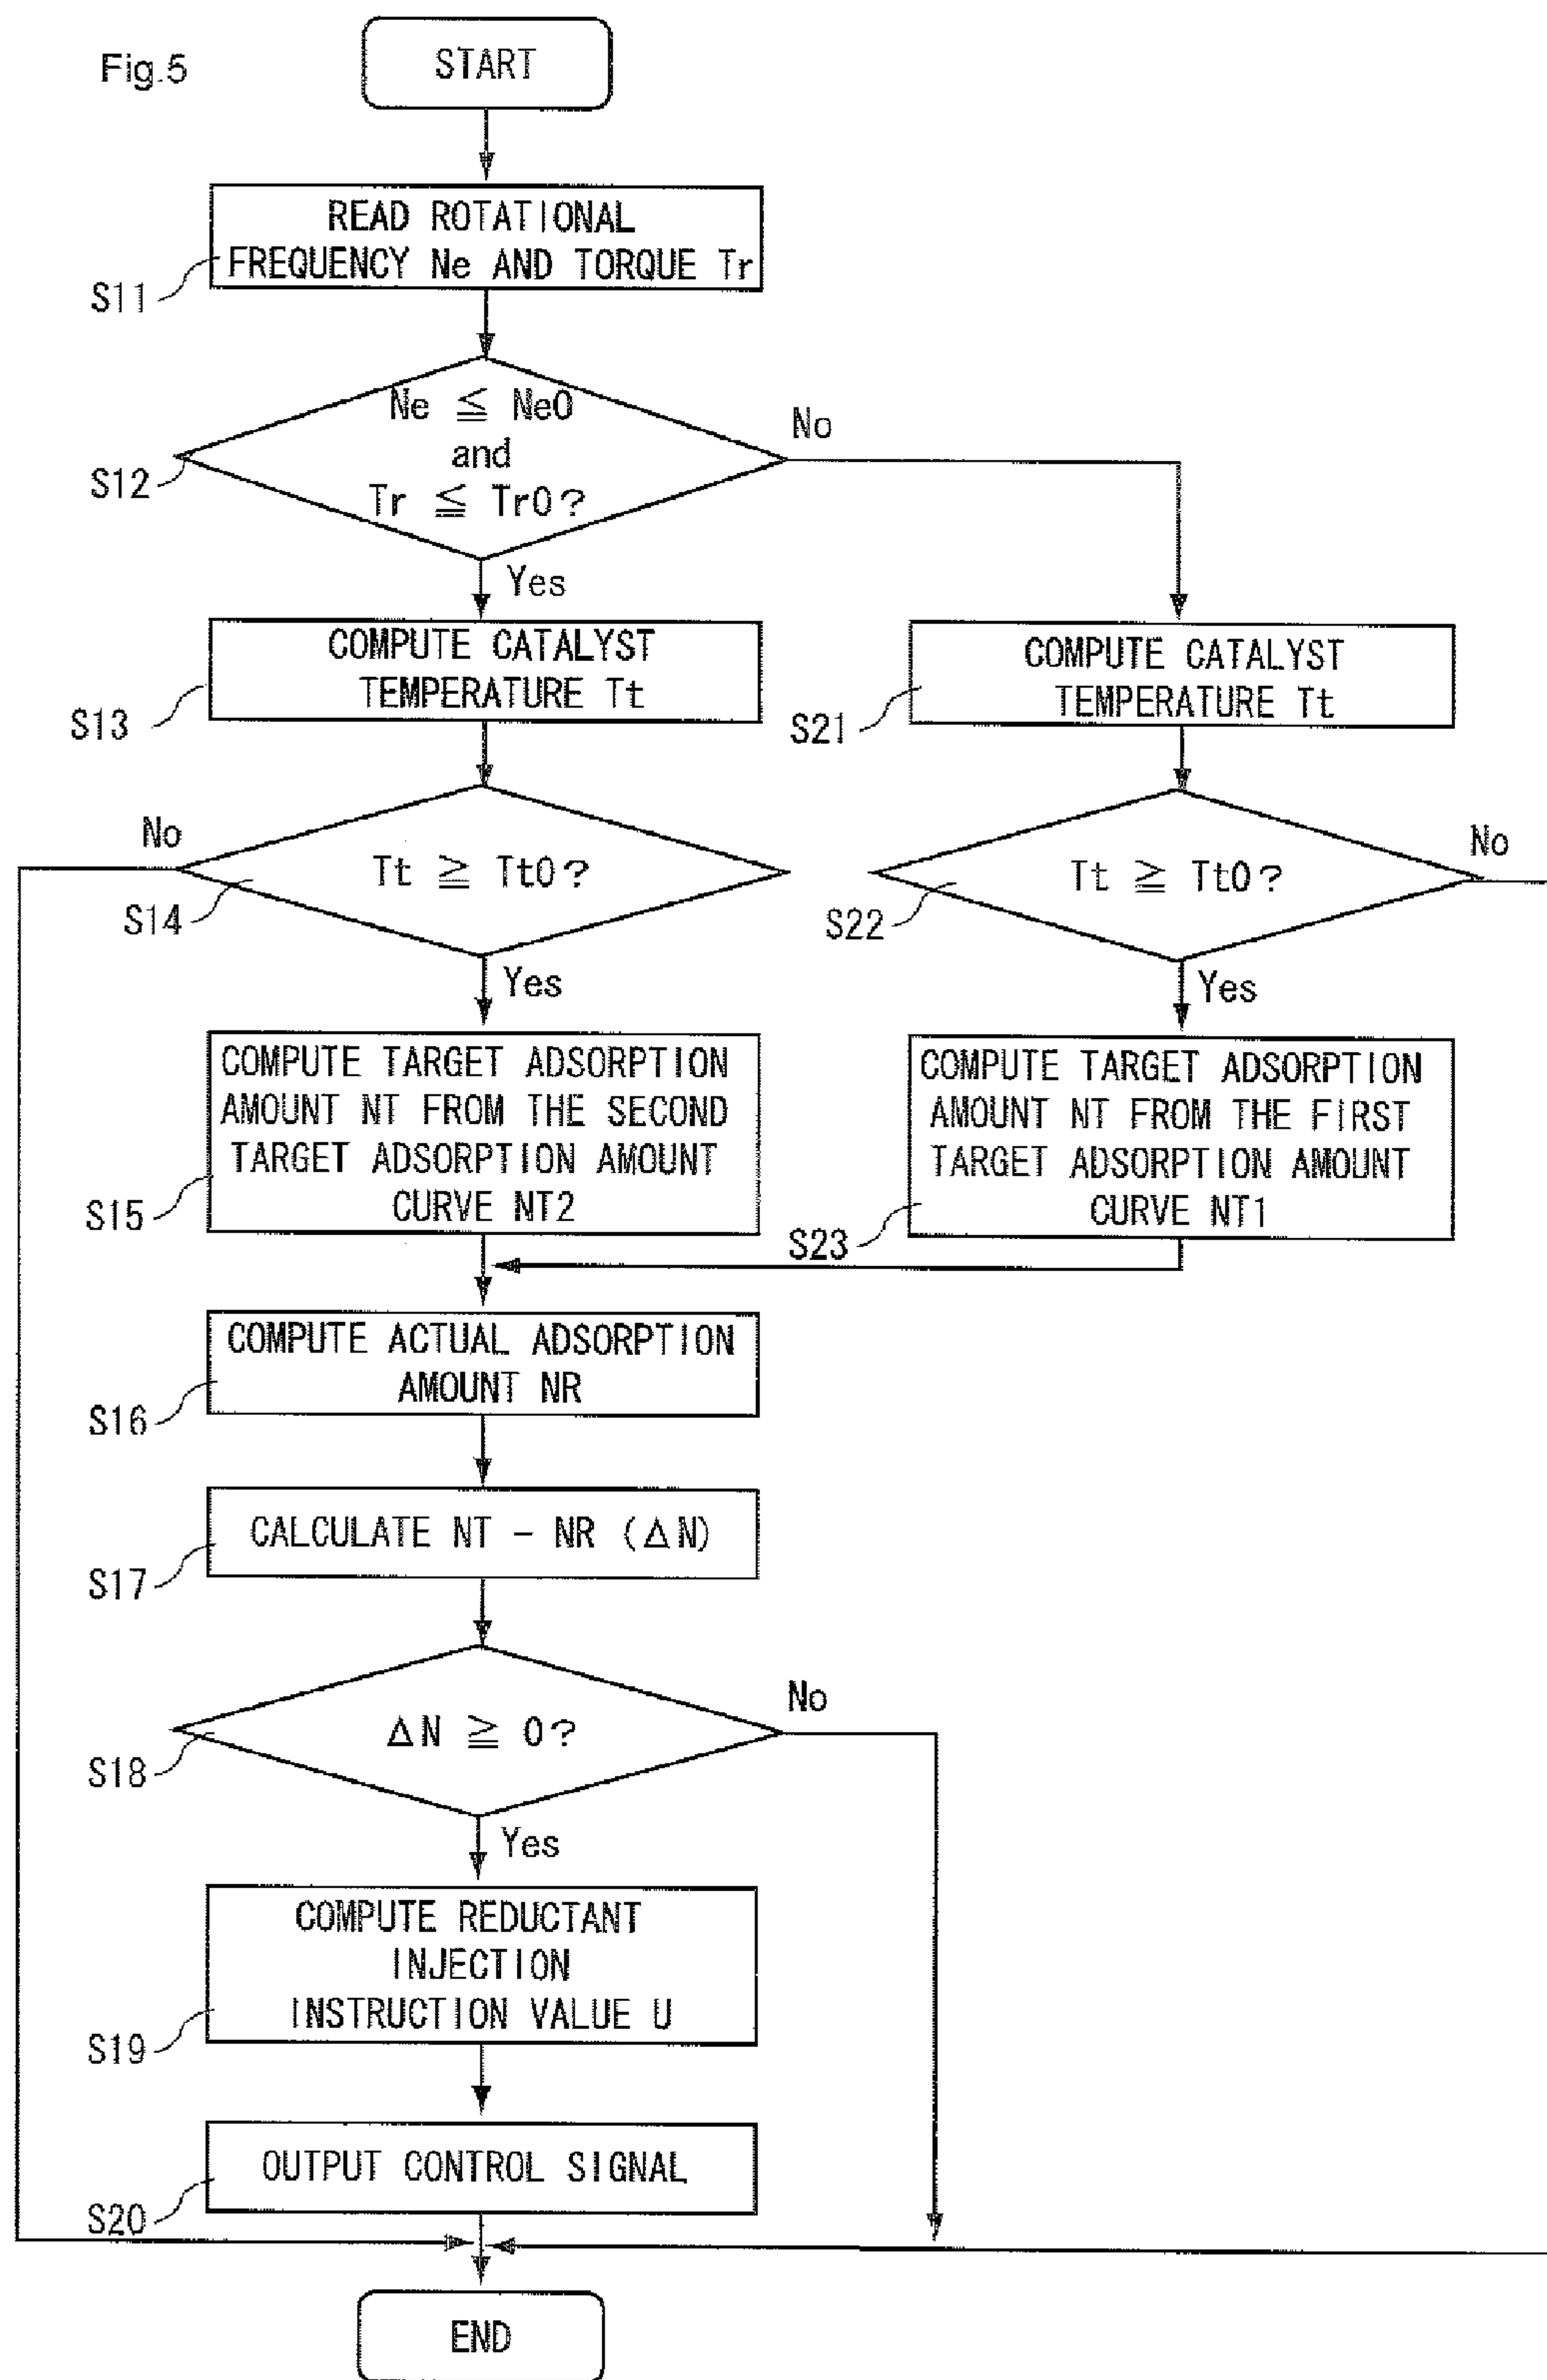 Fig.5
START
READ ROTATIONAL
FREQUENCY Ne AND TORQUE Tr
S11
Ne ≦ Ne0
and
Tr ≦ Tr0?
S12
No
Yes
COMPUTE CATALYST
TEMPERATURE Tt
S13
COMPUTE CATALYST
TEMPERATURE Tt
S21
No
Tt ≧ Tt0?
S14
Yes
Tt ≧ Tt0?
S22
No
Yes
COMPUTE TARGET ADSORPTION
AMOUNT NT FROM THE SECOND
TARGET ADSORPTION AMOUNT
CURVE NT2
S15
COMPUTE TARGET ADSORPTION
AMOUNT NT FROM THE FIRST
TARGET ADSORPTION AMOUNT
CURVE NT1
S23
COMPUTE ACTUAL ADSORPTION
AMOUNT NR
S16
CALCULATE NT - NR (ΔN)
S17
ΔN ≧ 0?
S18
No
Yes
COMPUTE REDUCTANT
INJECTION
INSTRUCTION VALUE U
S19
OUTPUT CONTROL SIGNAL
S20
END